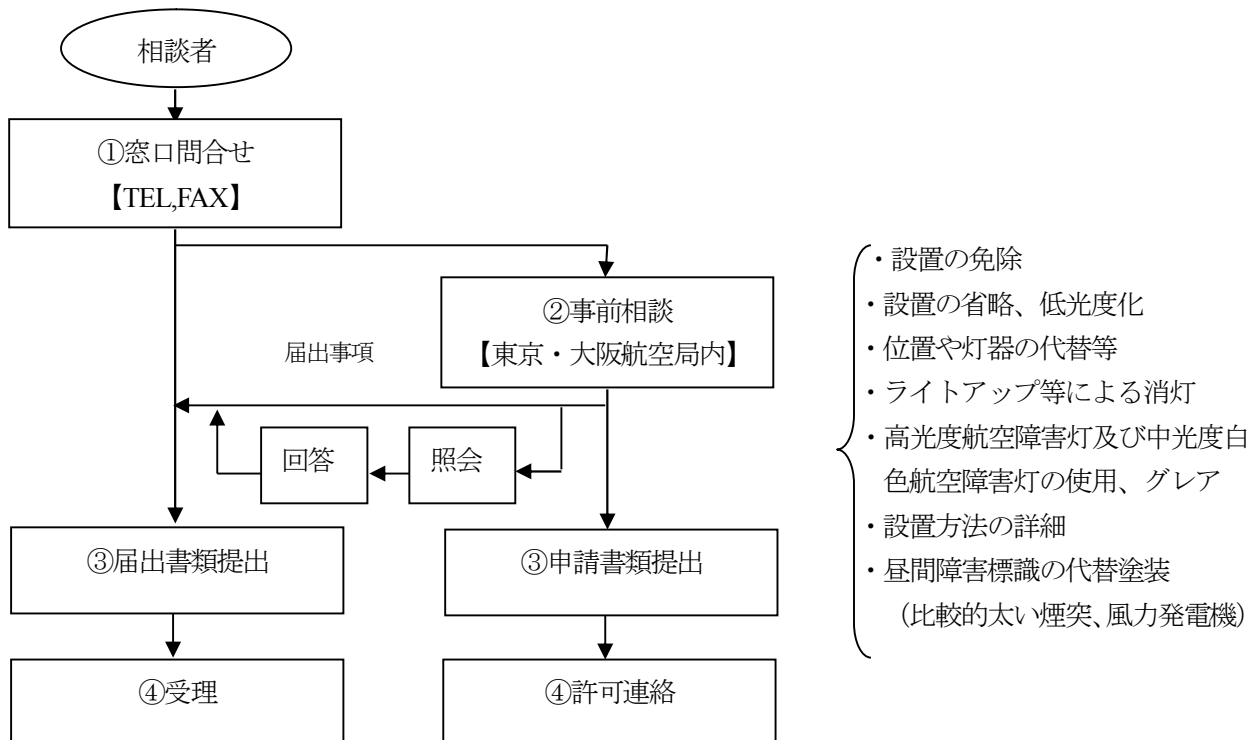 相談者
①窓口問合せ
【TEL,FAX】
②事前相談
【東京・大阪航空局内】
届出事項
回答
照会
③届出書類提出
③申請書類提出
④受理
④許可連絡
・設置の免除
・設置の省略、低光度化
・位置や灯器の代替等
・ライトアップ等による消灯
・高光度航空障害灯及び中光度白
色航空障害灯の使用、グレア
・設置方法の詳細
・昼間障害標識の代替塗装
（比較的太い煙突、風力発電機）